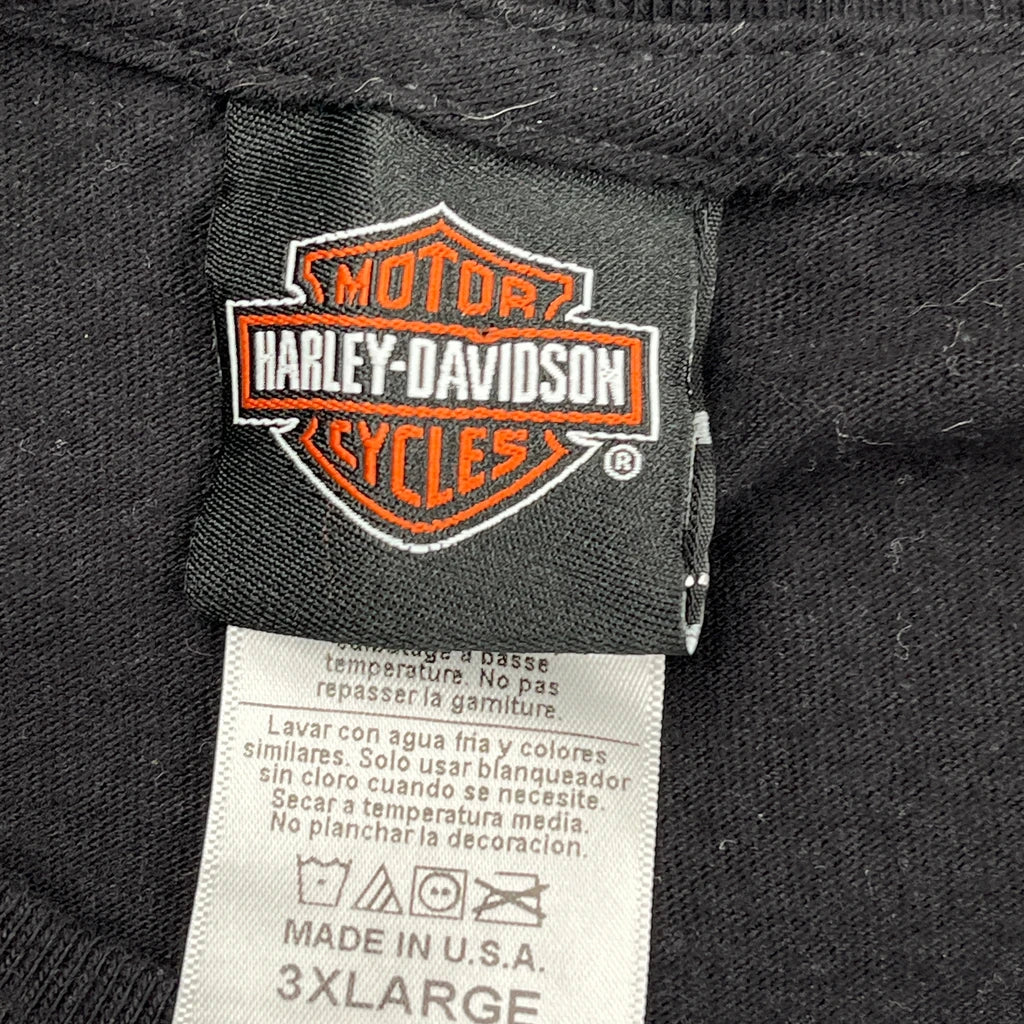 MOTOR
HARLEY-DAVIDSON
CYCLES
®
à basse
temperature. No pas
repasser la garniture.
Lavar con agua fria y colores
similares. Solo usar blanqueador
sin cloro cuando se necesite.
Secar a temperatura media.
No planchar la decoracion.
MADE IN U.S.A.
3XLARGE